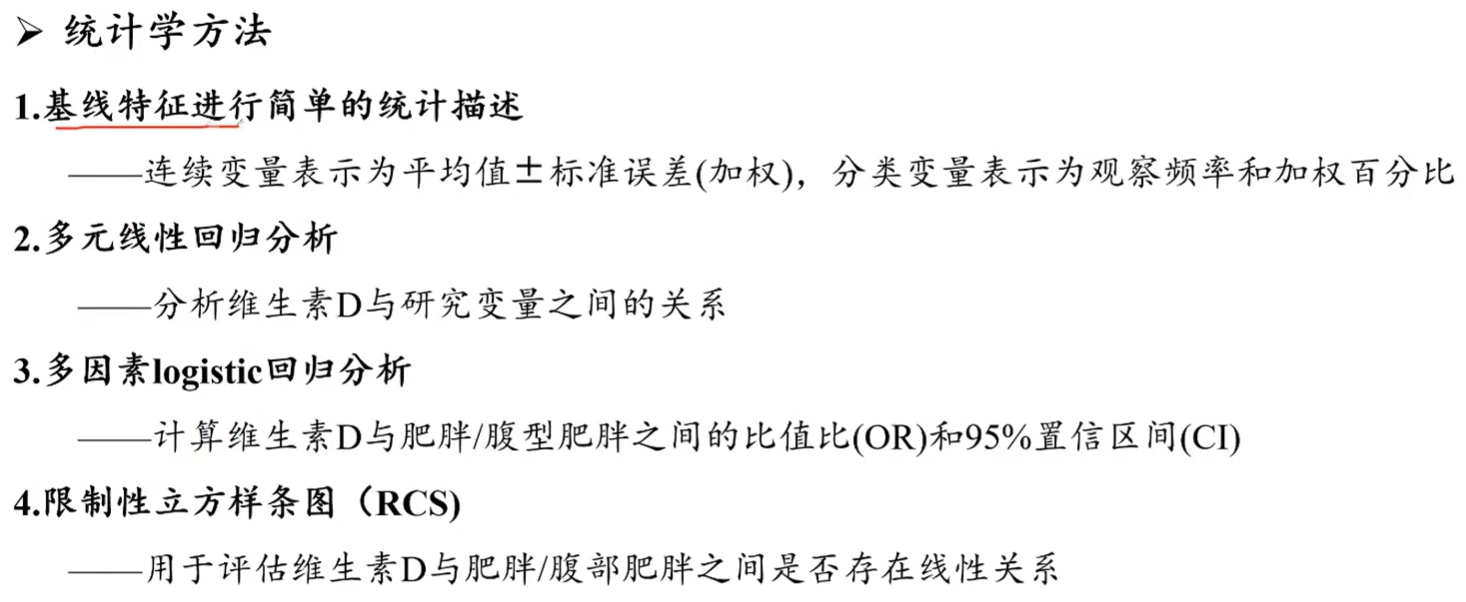 ➢ 统计学方法
1.基线特征进行简单的统计描述
——连续变量表示为平均值±标准误差(加权)，分类变量表示为观察频率和加权百分比
2.多元线性回归分析
——分析维生素D与研究变量之间的关系
3.多因素logistic回归分析
——计算维生素D与肥胖/腹型肥胖之间的比值比(OR)和95%置信区间(CI)
4.限制性立方样条图（RCS)
——用于评估维生素D与肥胖/腹部肥胖之间是否存在线性关系